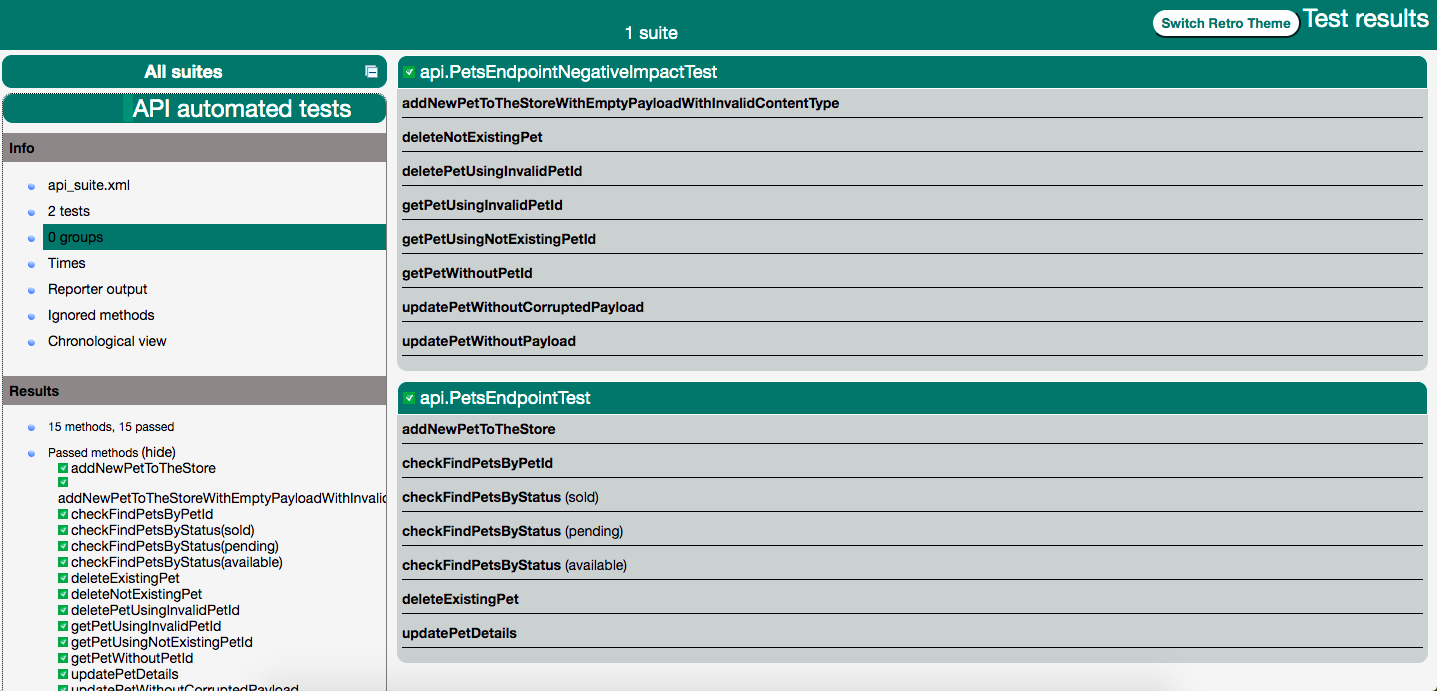 1 suite
Switch Retro Theme
Test results
All suites
API automated tests
Info
api_suite.xml
2 tests
0 groups
Times
Reporter output
Ignored methods
Chronological view
Results
15 methods, 15 passed
Passed methods (hide)
addNewPetToTheStore
addNewPetToTheStoreWithEmptyPayloadWithInvalid
checkFindPetsByPetId
checkFindPetsByStatus(sold)
checkFindPetsByStatus(pending)
checkFindPetsByStatus(available)
deleteExistingPet
deleteNotExistingPet
deletePetUsingInvalidPetId
getPetUsingInvalidPetId
getPetUsingNotExistingPetId
getPetWithoutPetId
updatePetDetails
updatePetWithoutCorruptedPayload
api.PetsEndpointNegativeImpactTest
addNewPetToTheStoreWithEmptyPayloadWithInvalidContentType
deleteNotExistingPet
deletePetUsingInvalidPetId
getPetUsingInvalidPetId
getPetUsingNotExistingPetId
getPetWithoutPetId
updatePetWithoutCorruptedPayload
updatePetWithoutPayload
api.PetsEndpointTest
addNewPetToTheStore
checkFindPetsByPetId
checkFindPetsByStatus (sold)
checkFindPetsByStatus (pending)
checkFindPetsByStatus (available)
deleteExistingPet
updatePetDetails